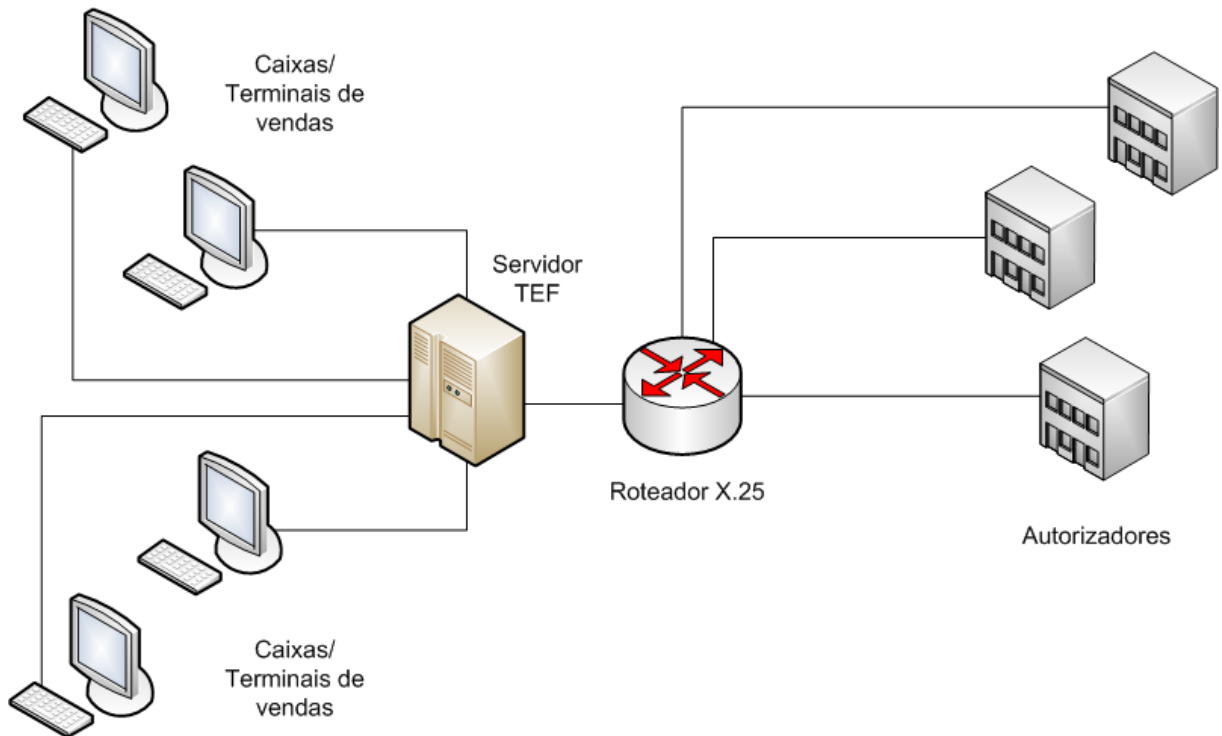 Caixas/
Terminais de
vendas
Servidor
TEF
Roteador X.25
Autorizadores
Caixas/
Terminais de
vendas